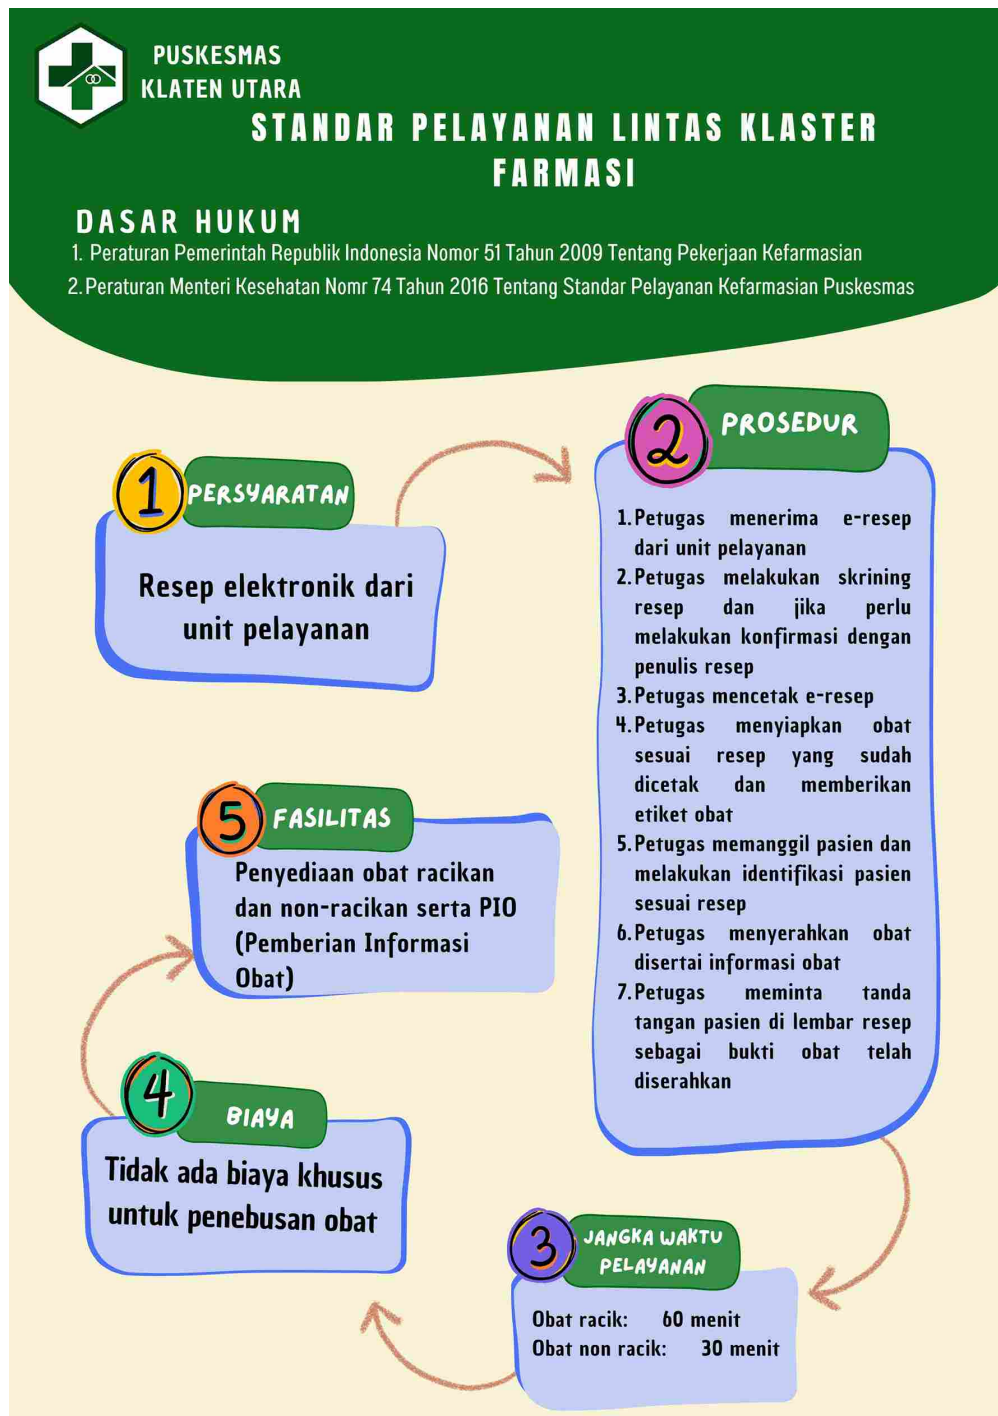 PUSKESMAS
KLATEN UTARA
STANDAR PELAYANAN LINTAS KLASTER
FARMASI
DASAR HUKUM
1. Peraturan Pemerintah Republik Indonesia Nomor 51 Tahun 2009 Tentang Pekerjaan Kefarmasian
2. Peraturan Menteri Kesehatan Nomr 74 Tahun 2016 Tentang Standar Pelayanan Kefarmasian Puskesmas
1 PERSYARATAN
Resep elektronik dari
unit pelayanan
2 PROSEDUR
1. Petugas menerima e-resep
dari unit pelayanan
2. Petugas melakukan skrining
resep dan jika perlu
melakukan konfirmasi dengan
penulis resep
3. Petugas mencetak e-resep
4. Petugas menyiapkan obat
sesuai resep yang sudah
dicetak dan memberikan
etiket obat
5. Petugas memanggil pasien dan
melakukan identifikasi pasien
sesuai resep
6. Petugas menyerahkan obat
disertai informasi obat
7. Petugas meminta tanda
tangan pasien di lembar resep
sebagai bukti obat telah
diserahkan
3 JANGKA WAKTU
PELAYANAN
Obat racik: 60 menit
Obat non racik: 30 menit
4 BIAYA
Tidak ada biaya khusus
untuk penebusan obat
5 FASILITAS
Penyediaan obat racikan
dan non-racikan serta PIO
(Pemberian Informasi
Obat)